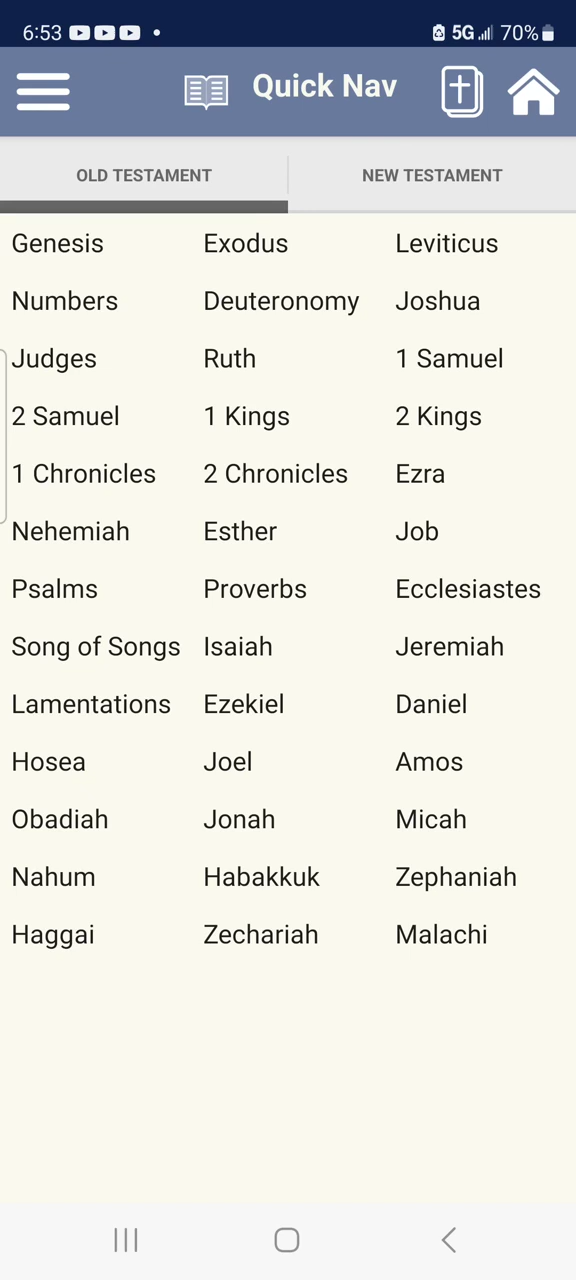 6:53 5G 70%
Quick Nav
OLD TESTAMENT NEW TESTAMENT
Genesis Exodus Leviticus
Numbers Deuteronomy Joshua
Judges Ruth 1 Samuel
2 Samuel 1 Kings 2 Kings
1 Chronicles 2 Chronicles Ezra
Nehemiah Esther Job
Psalms Proverbs Ecclesiastes
Song of Songs Isaiah Jeremiah
Lamentations Ezekiel Daniel
Hosea Joel Amos
Obadiah Jonah Micah
Nahum Habakkuk Zephaniah
Haggai Zechariah Malachi